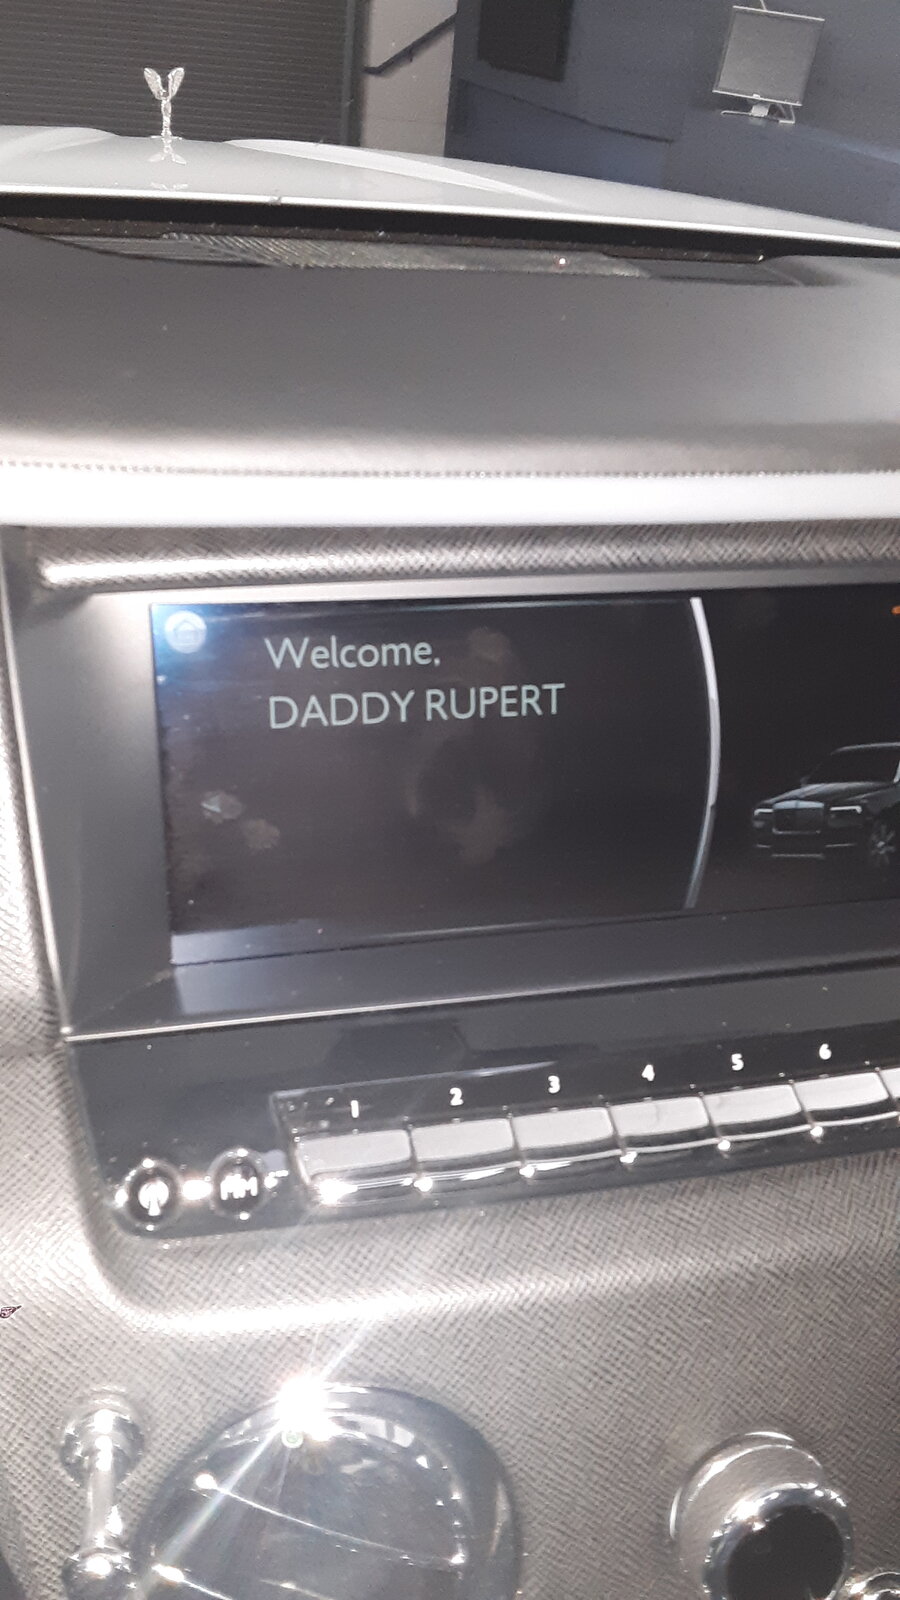 Welcome,
DADDY RUPERT
1 2 3 4 5 6